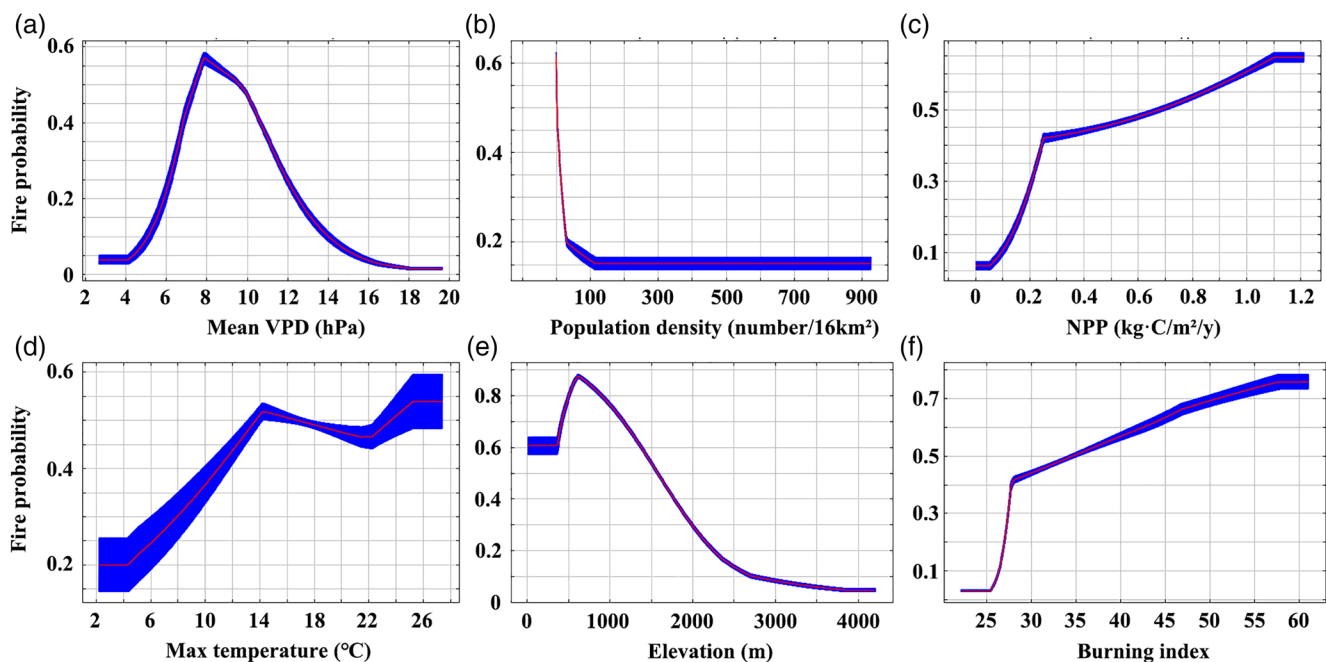 (a)
(b)
(c)
Fire probability
0.6
0.4
0.2
0
2 4 6 8 10 12 14 16 18 20
Mean VPD (hPa)
0.6
0.4
0.2
100 300 500 700 900
Population density (number/16km²)
0.5
0.3
0.1
0 0.2 0.4 0.6 0.8 1.0 1.2
NPP (kg·C/m²/y)
(d)
(e)
(f)
Fire probability
0.6
0.4
0.2
2 6 10 14 18 22 26
Max temperature (℃)
0.8
0.6
0.4
0.2
0
0 1000 2000 3000 4000
Elevation (m)
0.7
0.5
0.3
0.1
25 30 35 40 45 50 55 60
Burning index